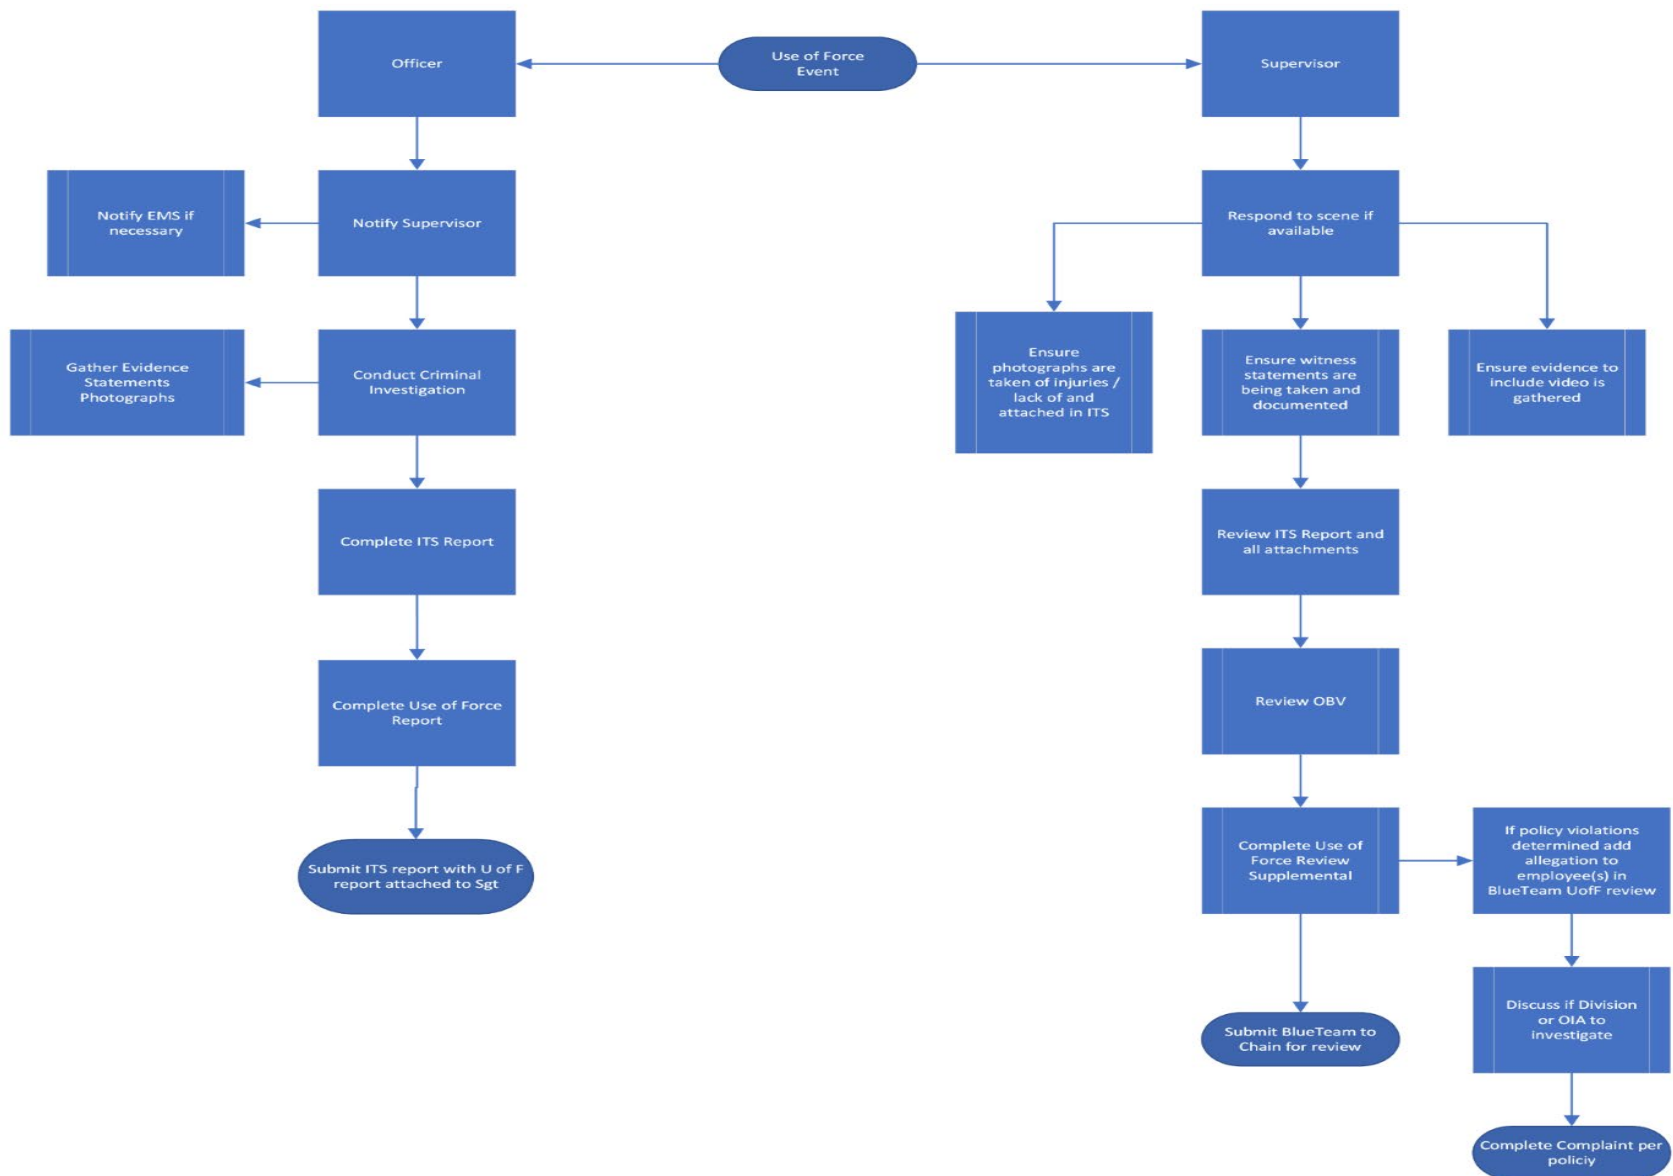 Officer
Use of Force
Event
Supervisor
Notify EMS if
necessary
Notify Supervisor
Respond to scene if
available
Gather Evidence
Statements
Photographs
Conduct Criminal
Investigation
Ensure
photographs are
taken of injuries /
lack of and
attached in ITS
Ensure witness
statements are
being taken and
documented
Ensure evidence to
include video is
gathered
Complete ITS Report
Review ITS Report and
all attachments
Complete Use of Force
Report
Review OBV
Submit ITS report with U of F
report attached to Sgt
Complete Use of
Force Review
Supplemental
If policy violations
determined add
allegation to
employee(s) in
BlueTeam UofF review
Submit BlueTeam to
Chain for review
Discuss if Division
or OIA to
investigate
Complete Complaint per
policiy